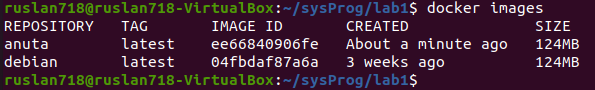 ruslan718@ruslan718-VirtualBox:~/sysProg/lab1$ docker images
REPOSITORY TAG IMAGE ID CREATED SIZE
anuta latest ee66840906fe About a minute ago 124MB
debian latest 04fbdaf87a6a 3 weeks ago 124MB
ruslan718@ruslan718-VirtualBox:~/sysProg/lab1$